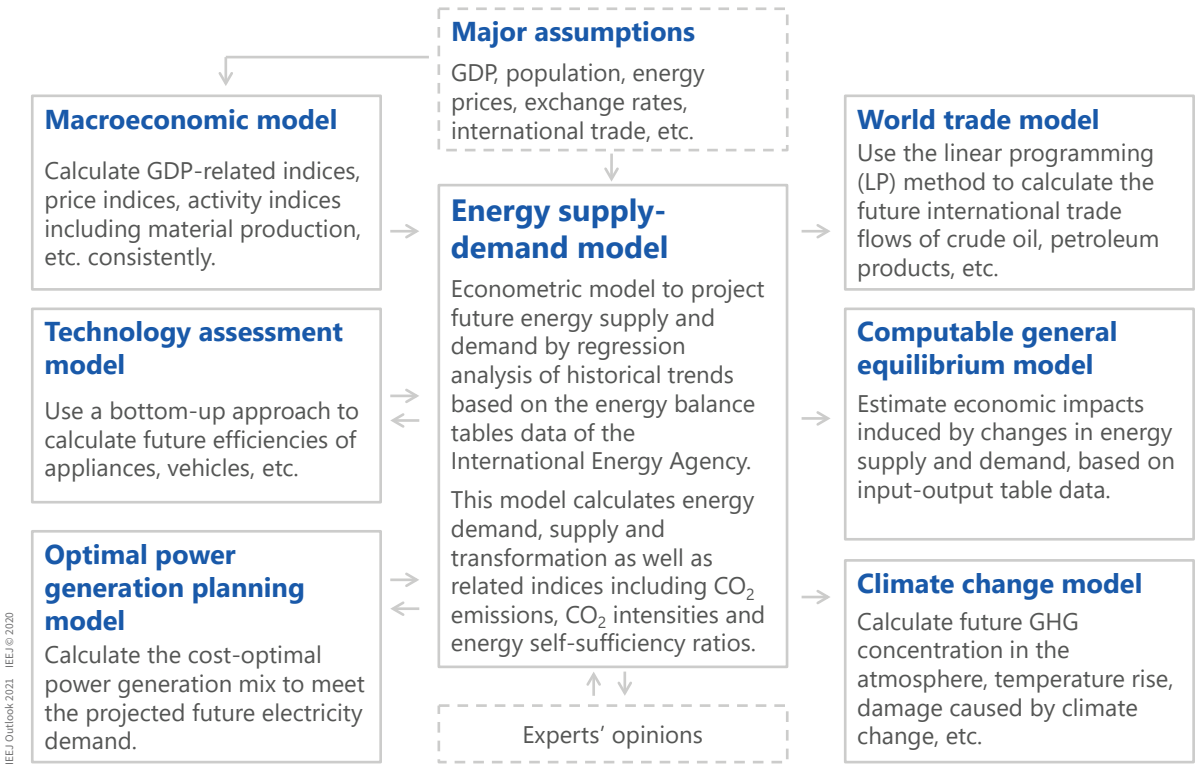 Major assumptions
GDP, population, energy
prices, exchange rates,
international trade, etc.
Macroeconomic model
Calculate GDP-related indices,
price indices, activity indices
including material production,
etc. consistently.
Technology assessment
model
Use a bottom-up approach to
calculate future efficiencies of
appliances, vehicles, etc.
Optimal power
generation planning
model
Calculate the cost-optimal
power generation mix to meet
the projected future electricity
demand.
Energy supply-
demand model
Econometric model to project
future energy supply and
demand by regression
analysis of historical trends
based on the energy balance
tables data of the
International Energy Agency.
This model calculates energy
demand, supply and
transformation as well as
related indices including CO₂
emissions, CO₂ intensities and
energy self-sufficiency ratios.
Experts’ opinions
World trade model
Use the linear programming
(LP) method to calculate the
future international trade
flows of crude oil, petroleum
products, etc.
Computable general
equilibrium model
Estimate economic impacts
induced by changes in energy
supply and demand, based on
input-output table data.
Climate change model
Calculate future GHG
concentration in the
atmosphere, temperature rise,
damage caused by climate
change, etc.
IEEJ Outlook 2021 IEEJ © 2020